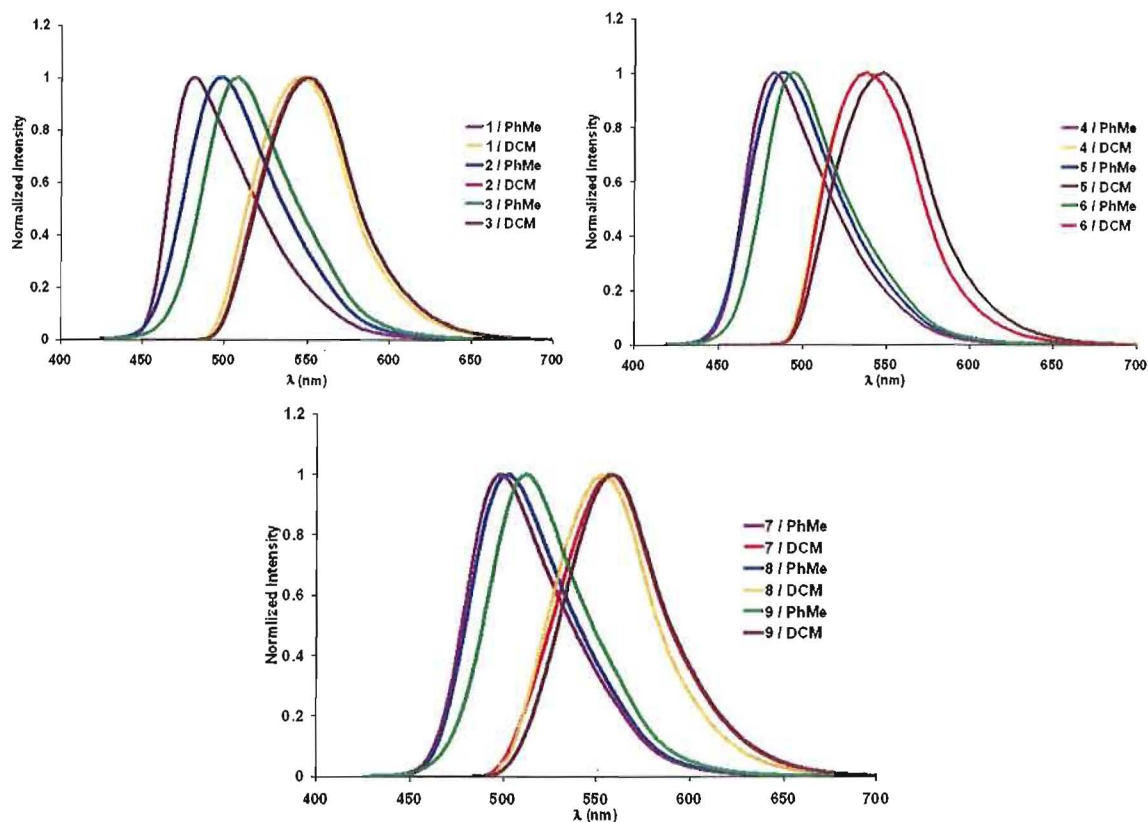 1.2
1
0.8
0.6
0.4
0.2
0
Normalized Intensity
400 450 500 550 600 650 700
λ (nm)
1 / PhMe
1 / DCM
2 / PhMe
2 / DCM
3 / PhMe
3 / DCM
1.2
1
0.8
0.6
0.4
0.2
0
Normalized Intensity
400 450 500 550 600 650 700
λ (nm)
4 / PhMe
4 / DCM
5 / PhMe
5 / DCM
6 / PhMe
6 / DCM
1.2
1
0.8
0.6
0.4
0.2
0
Normlized Intensity
400 450 500 550 600 650 700
λ (nm)
7 / PhMe
7 / DCM
8 / PhMe
8 / DCM
9 / PhMe
9 / DCM